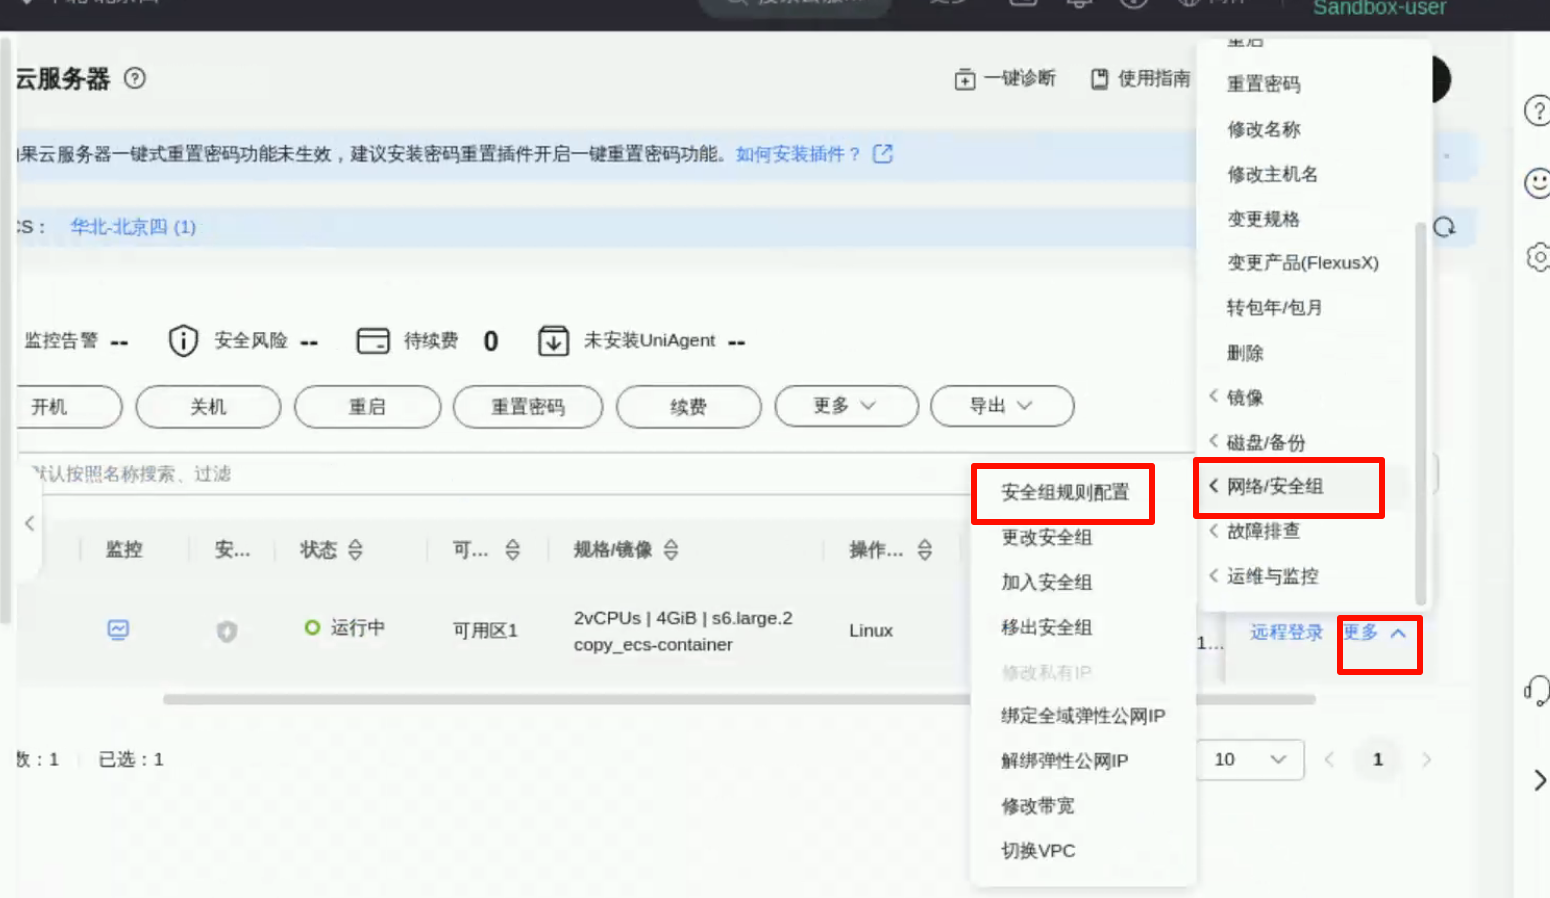 Sandbox-user
云服务器
一键诊断
使用指南
果云服务器一键式重置密码功能未生效，建议安装密码重置插件开启一键重置密码功能。如何安装插件？
CS： 华北-北京四 (1)
监控告警 --
安全风险 --
待续费 0
未安装UniAgent --
开机
关机
重启
重置密码
续费
更多
导出
默认按照名称搜索、过滤
监控
安...
状态
可...
规格/镜像
操作...
运行中
可用区1
2vCPUs | 4GiB | s6.large.2
copy_ecs-container
Linux
1...
远程登录
更多
数：1
已选：1
10
1
重启
重置密码
修改名称
修改主机名
变更规格
变更产品(FlexusX)
转包年/包月
删除
镜像
磁盘/备份
网络/安全组
故障排查
运维与监控
安全组规则配置
更改安全组
加入安全组
移出安全组
修改私有IP
绑定全域弹性公网IP
解绑弹性公网IP
修改带宽
切换VPC